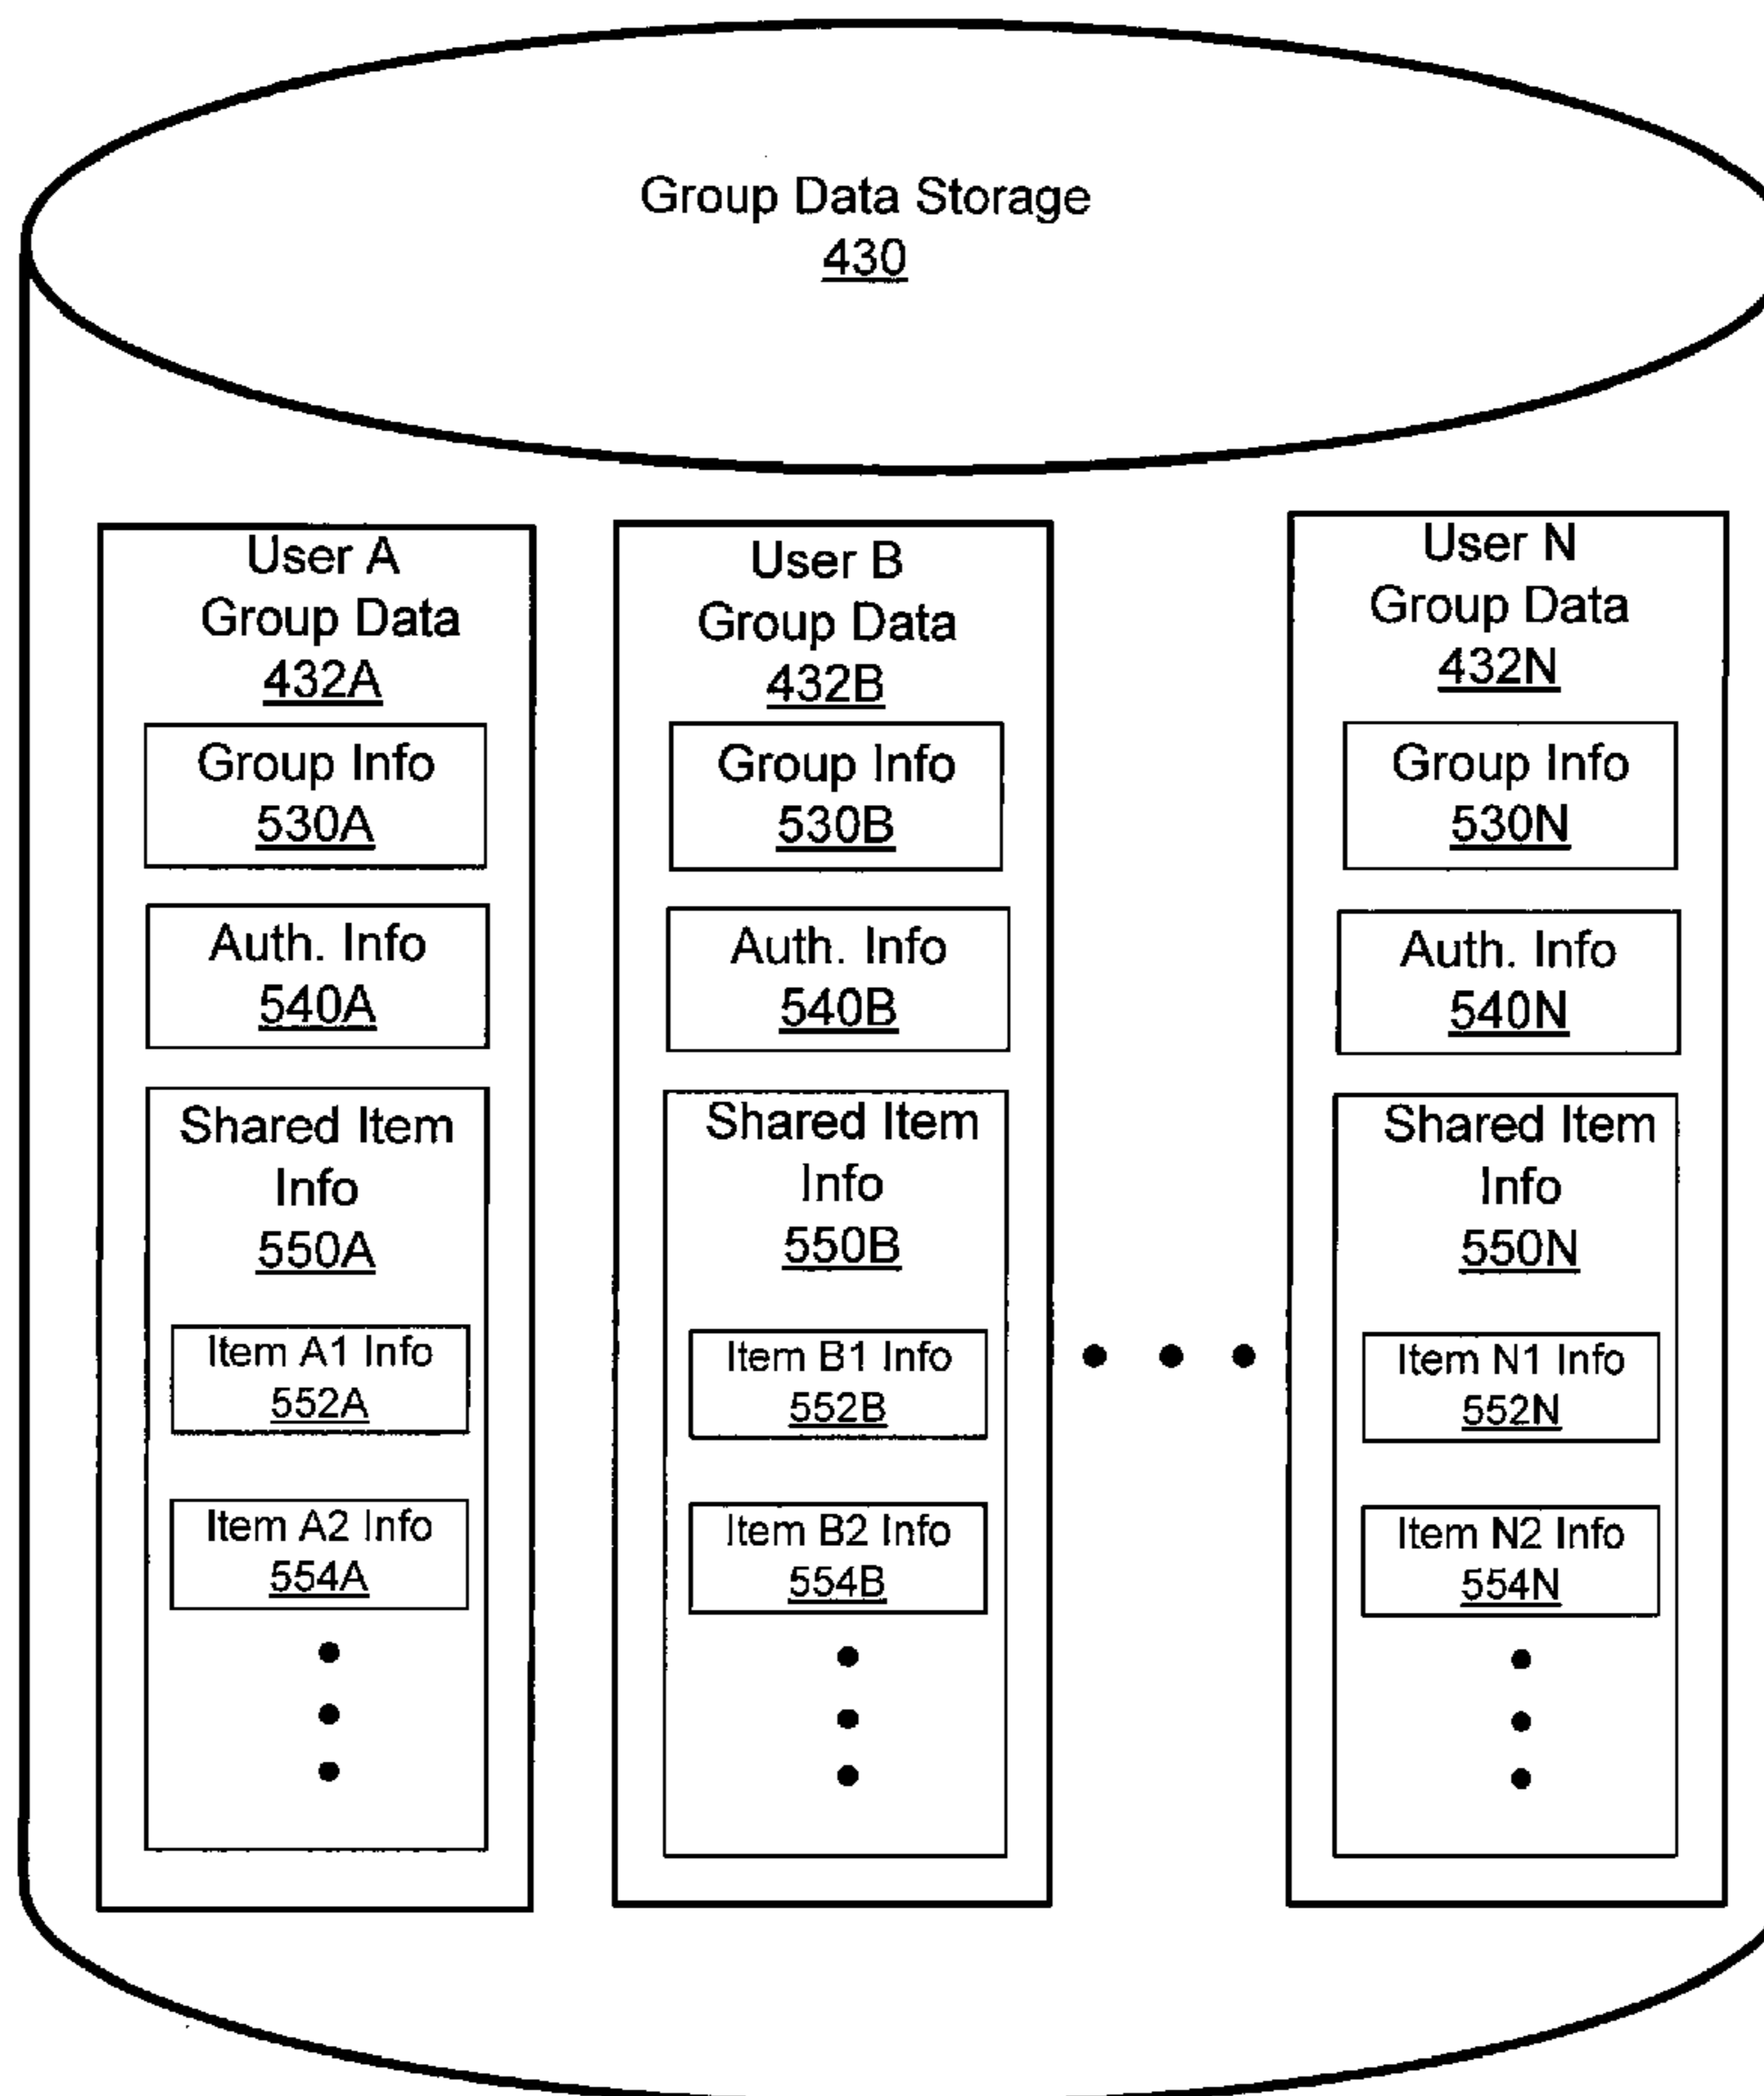 Group Data Storage
430
User A
Group Data
432A
Group Info
530A
Auth. Info
540A
Shared Item
Info
550A
Item A1 Info
552A
Item A2 Info
554A
User B
Group Data
432B
Group Info
530B
Auth. Info
540B
Shared Item
Info
550B
Item B1 Info
552B
Item B2 Info
554B
User N
Group Data
432N
Group Info
530N
Auth. Info
540N
Shared Item
Info
550N
Item N1 Info
552N
Item N2 Info
554N